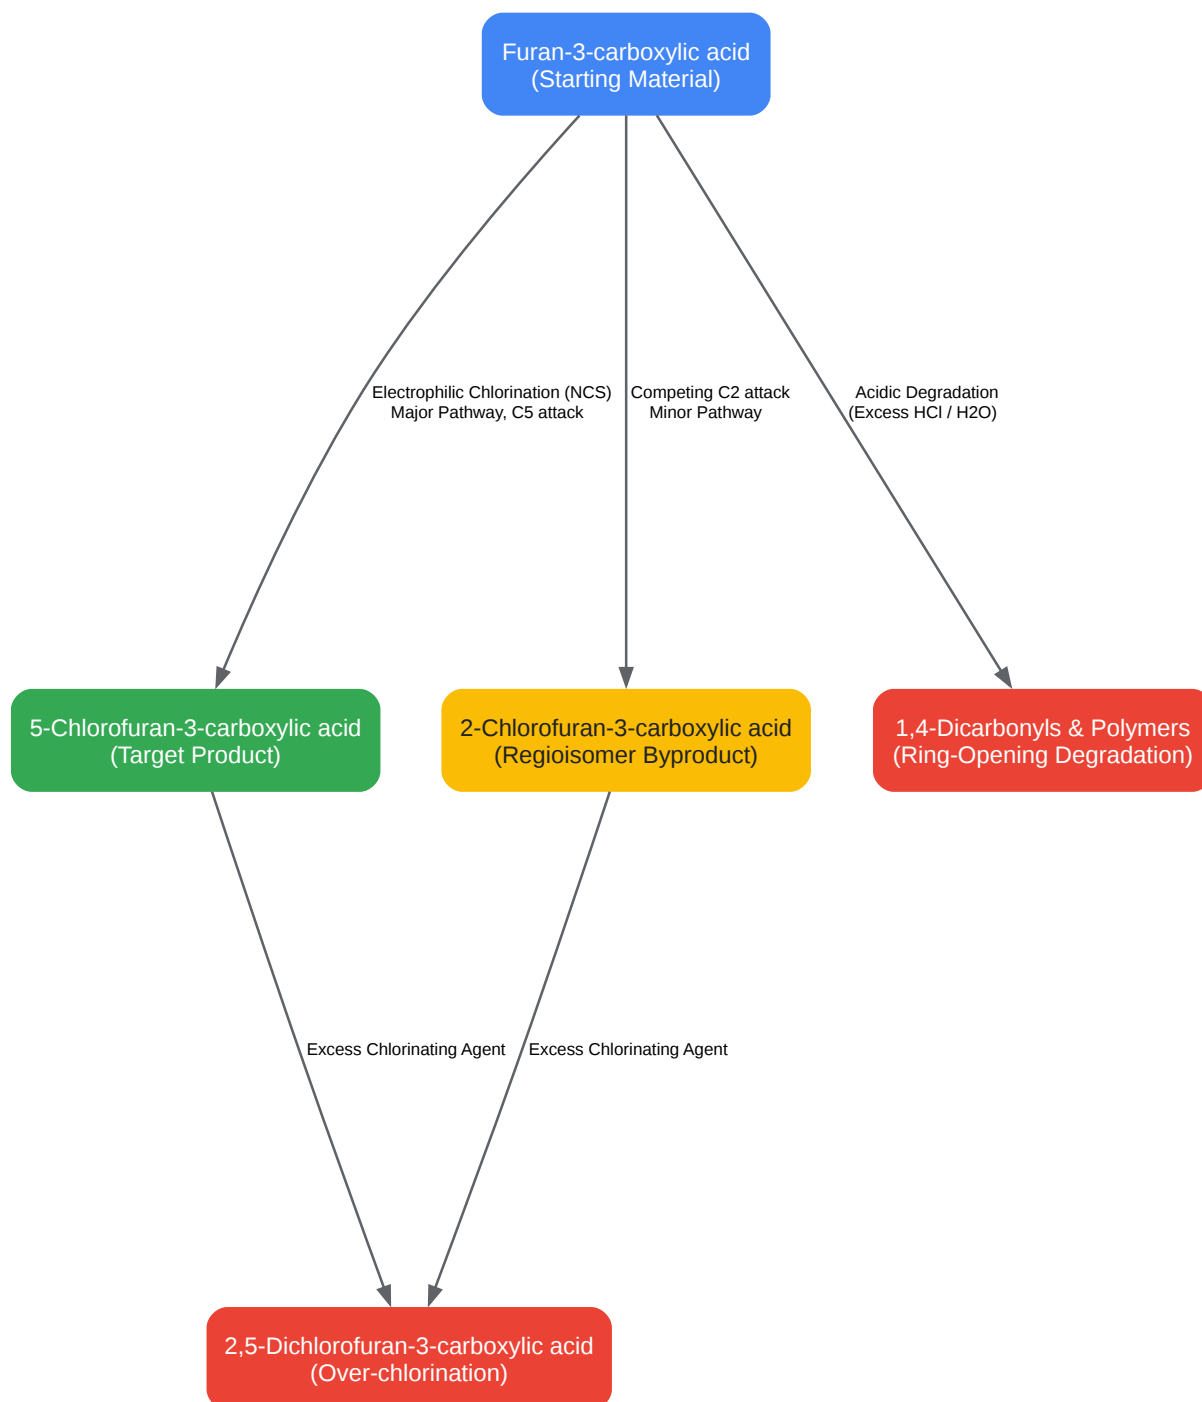 Furan-3-carboxylic acid
(Starting Material)
Electrophilic Chlorination (NCS)
Major Pathway, C5 attack
Competing C2 attack
Minor Pathway
Acidic Degradation
(Excess HCl / H2O)
5-Chlorofuran-3-carboxylic acid
(Target Product)
2-Chlorofuran-3-carboxylic acid
(Regioisomer Byproduct)
1,4-Dicarbonyls & Polymers
(Ring-Opening Degradation)
Excess Chlorinating Agent
Excess Chlorinating Agent
2,5-Dichlorofuran-3-carboxylic acid
(Over-chlorination)